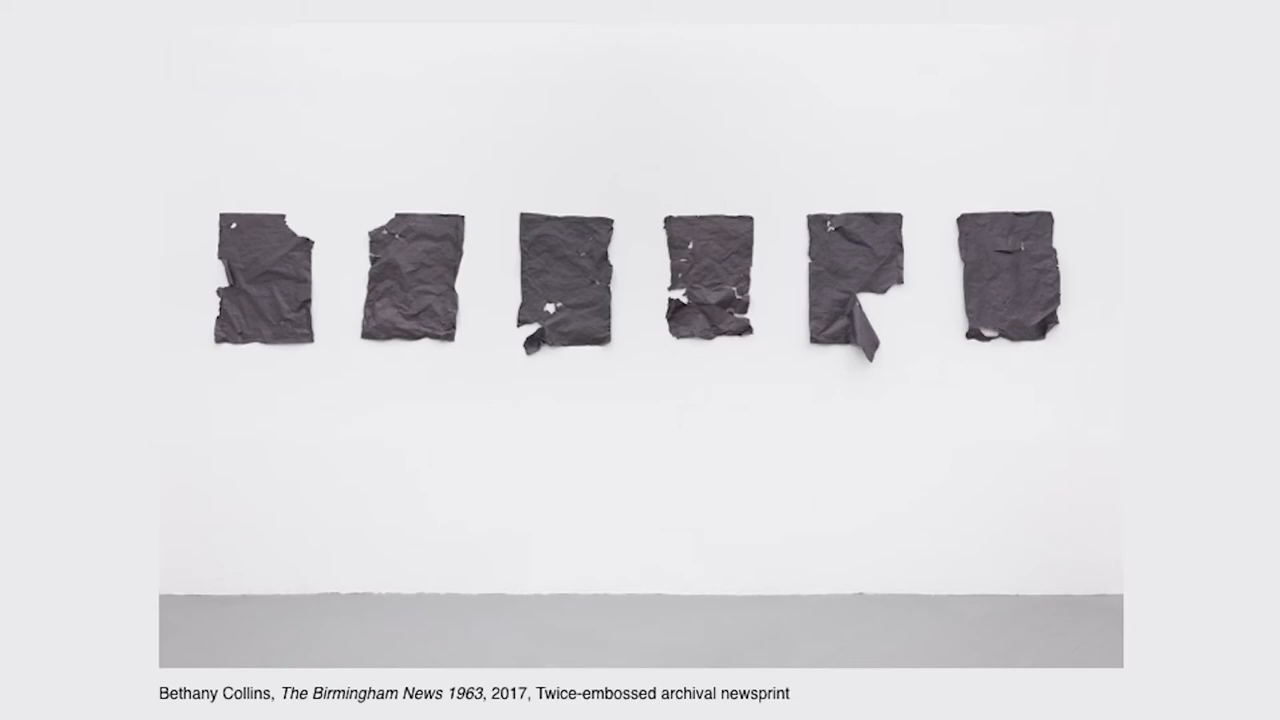 Bethany Collins, The Birmingham News 1963, 2017, Twice-embossed archival newsprint